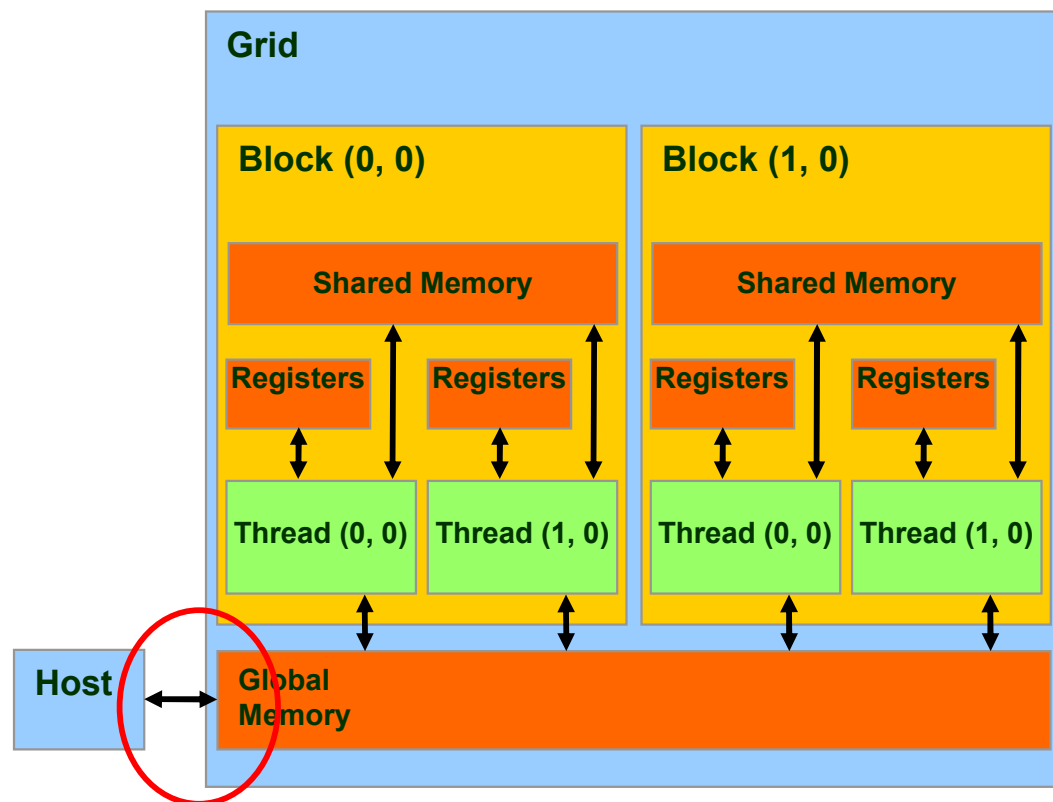 Grid
Block (0, 0)
Block (1, 0)
Shared Memory
Shared Memory
Registers
Registers
Registers
Registers
Thread (0, 0)
Thread (1, 0)
Thread (0, 0)
Thread (1, 0)
Host
Global
Memory